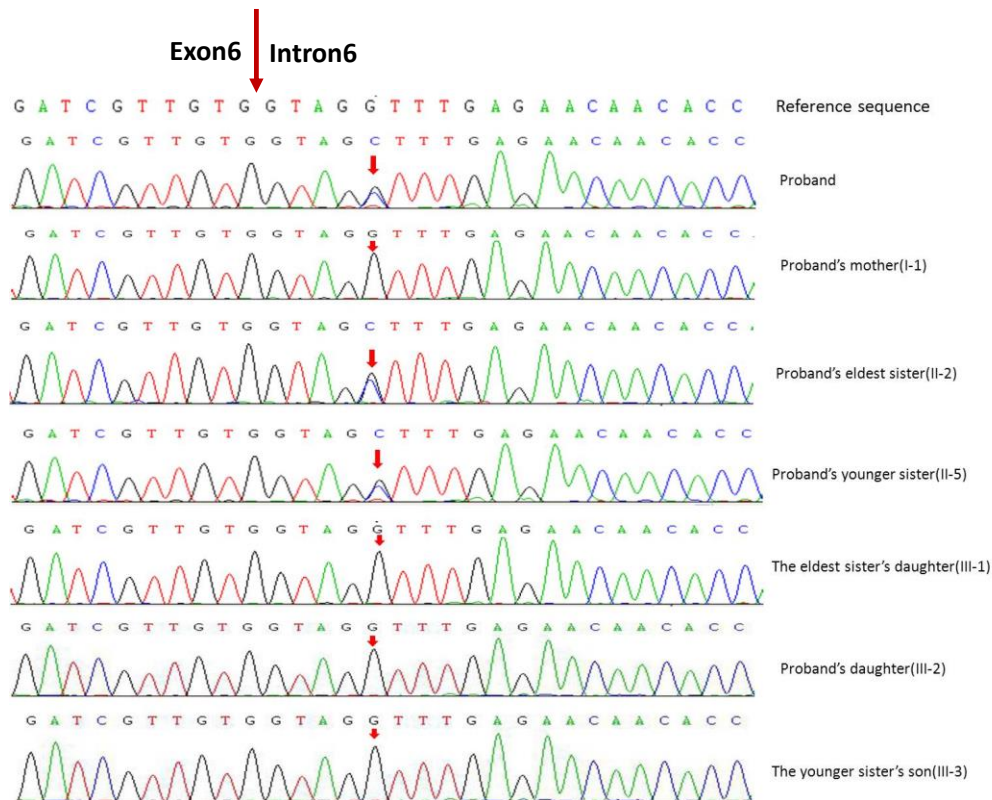 Exon6 Intron6
G A T C G T T G T G G T A G G T T T G A G A A C A A C A C C Reference sequence
G A T C G T T G T G G T A G C T T T G A G A A C A A C A C C
Proband
G A T C G T T G T G G T A G G T T T G A G A A C A A C A C C
Proband's mother(I-1)
G A T C G T T G T G G T A G C T T T G A G A A C A A C A C C
Proband's eldest sister(II-2)
G A T C G T T G T G G T A G C T T T G A G A A C A A C A C C
Proband's younger sister(II-5)
G A T C G T T G T G G T A G G T T T G A G A A C A A C A C C
The eldest sister's daughter(III-1)
G A T C G T T G T G G T A G G T T T G A G A A C A A C A C C
Proband's daughter(III-2)
G A T C G T T G T G G T A G G T T T G A G A A C A A C A C C
The younger sister's son(III-3)